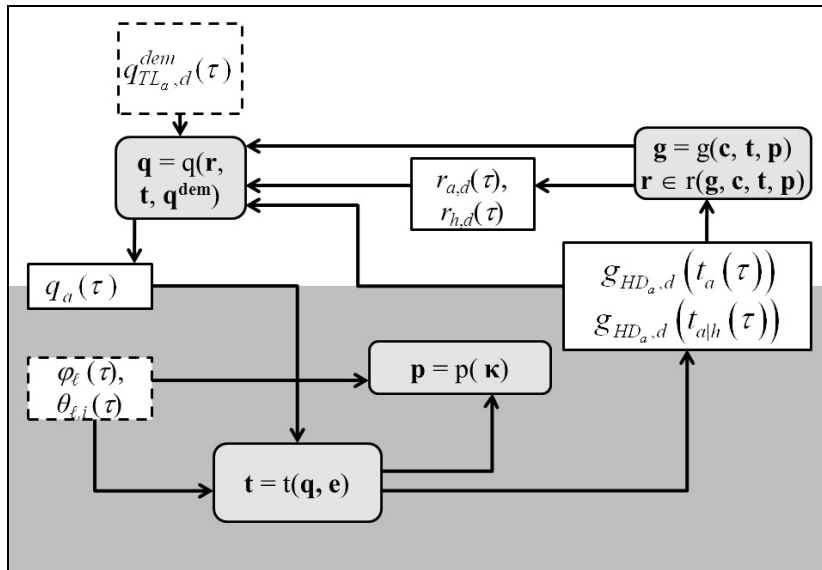 q^{dem}_{TL_a,d}(τ)
q = q(r,
t, q^{dem})
g = g(c, t, p)
r ∈ r(g, c, t, p)
r_{a,d}(τ),
r_{h,d}(τ)
q_a(τ)
g_{HD_a,d}(t_a(τ))
g_{HD_a,d}(t_{a|h}(τ))
φ_ℓ(τ),
θ_{ℓ,i}(τ)
p = p( κ)
t = t(q, e)